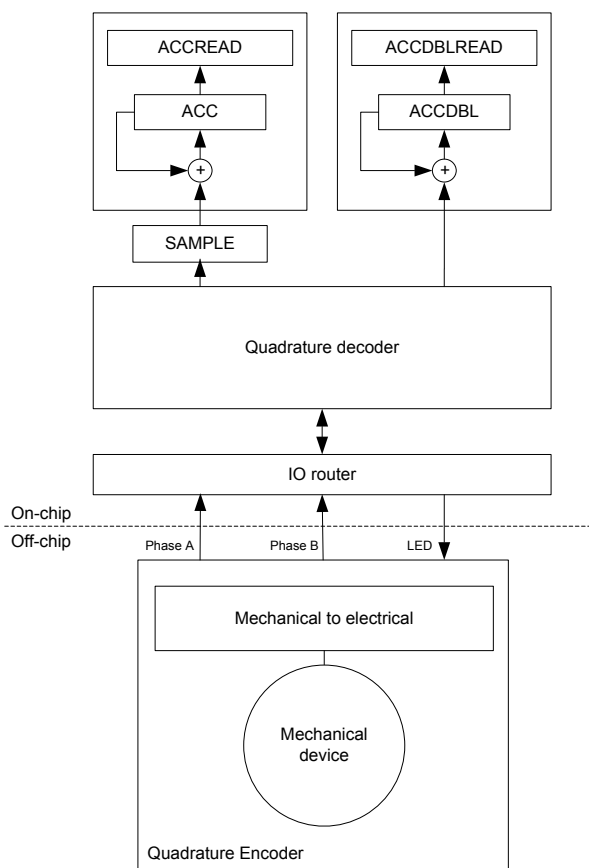 ACCREAD
ACCDBLREAD
ACC
ACCDBL
+
+
SAMPLE
Quadrature decoder
IO router
On-chip
Off-chip
Phase A
Phase B
LED
Mechanical to electrical
Mechanical
device
Quadrature Encoder